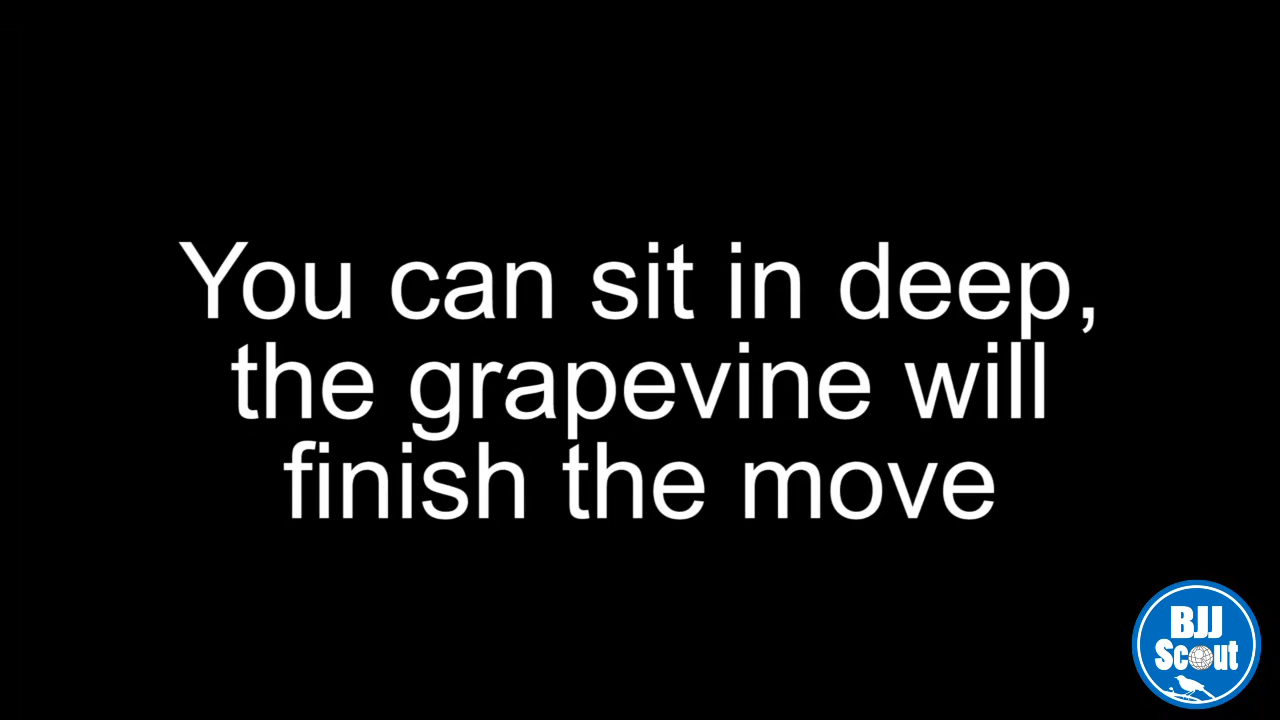 You can sit in deep,
the grapevine will
finish the move
BJJ
Scout